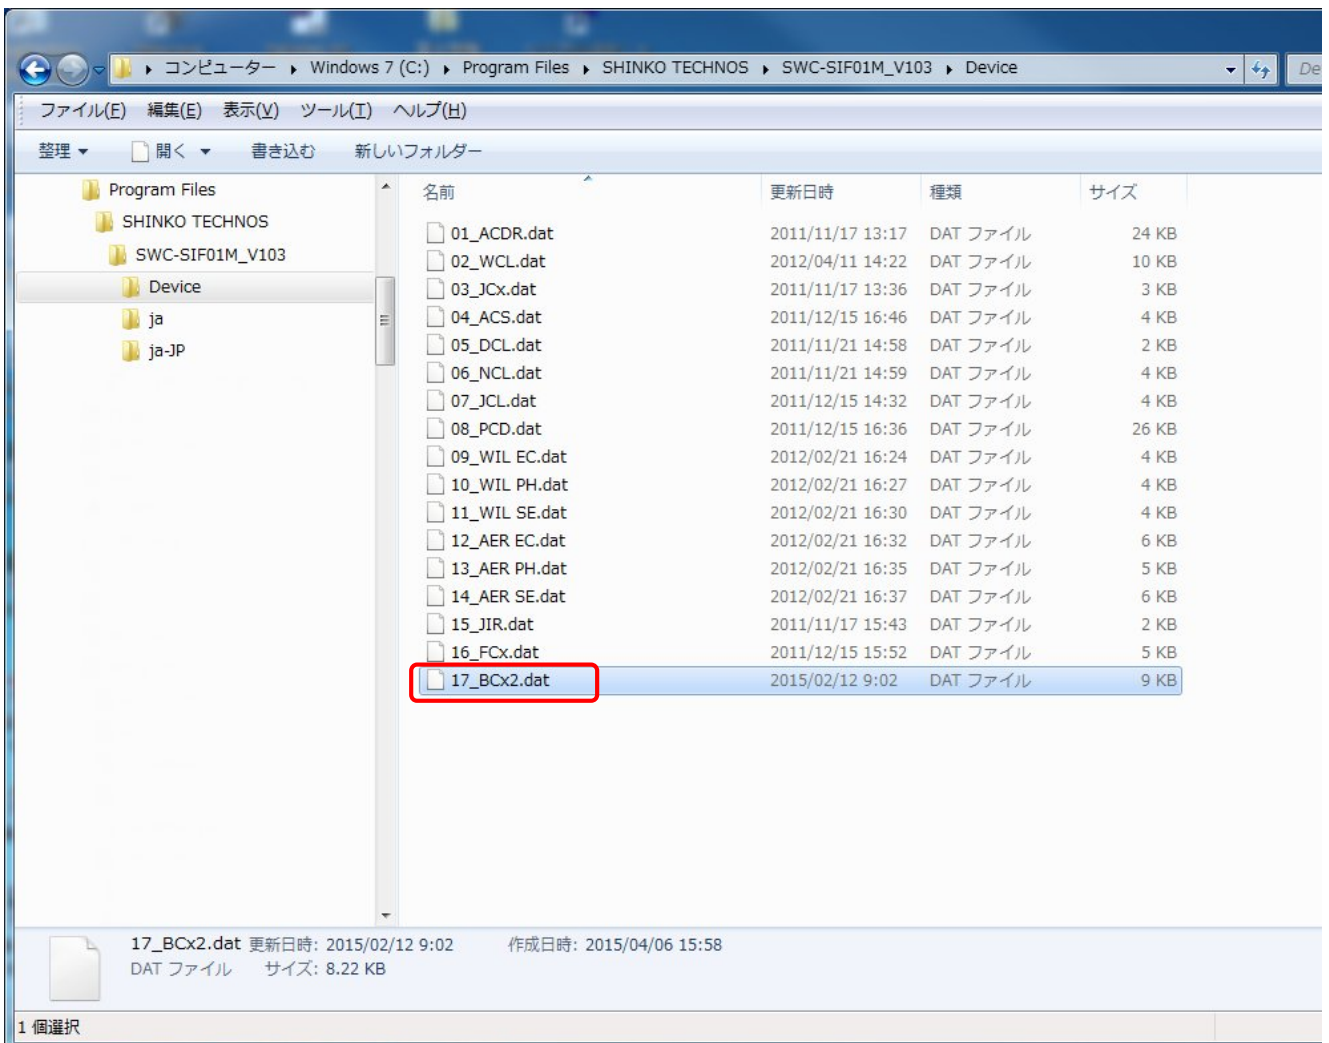 コンピューター ▸ Windows 7 (C:) ▸ Program Files ▸ SHINKO TECHNOS ▸ SWC-SIF01M_V103 ▸ Device De
ファイル(F) 編集(E) 表示(V) ツール(T) ヘルプ(H)
整理 開く 書き込む 新しいフォルダー
Program Files
SHINKO TECHNOS
SWC-SIF01M_V103
Device
ja
ja-JP
名前 更新日時 種類 サイズ
01_ACDR.dat 2011/11/17 13:17 DAT ファイル 24 KB
02_WCL.dat 2012/04/11 14:22 DAT ファイル 10 KB
03_JCx.dat 2011/11/17 13:36 DAT ファイル 3 KB
04_ACS.dat 2011/12/15 16:46 DAT ファイル 4 KB
05_DCL.dat 2011/11/21 14:58 DAT ファイル 2 KB
06_NCL.dat 2011/11/21 14:59 DAT ファイル 4 KB
07_JCL.dat 2011/12/15 14:32 DAT ファイル 4 KB
08_PCD.dat 2011/12/15 16:36 DAT ファイル 26 KB
09_WIL EC.dat 2012/02/21 16:24 DAT ファイル 4 KB
10_WIL PH.dat 2012/02/21 16:27 DAT ファイル 4 KB
11_WIL SE.dat 2012/02/21 16:30 DAT ファイル 4 KB
12_AER EC.dat 2012/02/21 16:32 DAT ファイル 6 KB
13_AER PH.dat 2012/02/21 16:35 DAT ファイル 5 KB
14_AER SE.dat 2012/02/21 16:37 DAT ファイル 6 KB
15_JIR.dat 2011/11/17 15:43 DAT ファイル 2 KB
16_FCx.dat 2011/12/15 15:52 DAT ファイル 5 KB
17_BCx2.dat 2015/02/12 9:02 DAT ファイル 9 KB
17_BCx2.dat 更新日時: 2015/02/12 9:02 作成日時: 2015/04/06 15:58
DAT ファイル サイズ: 8.22 KB
1 個選択